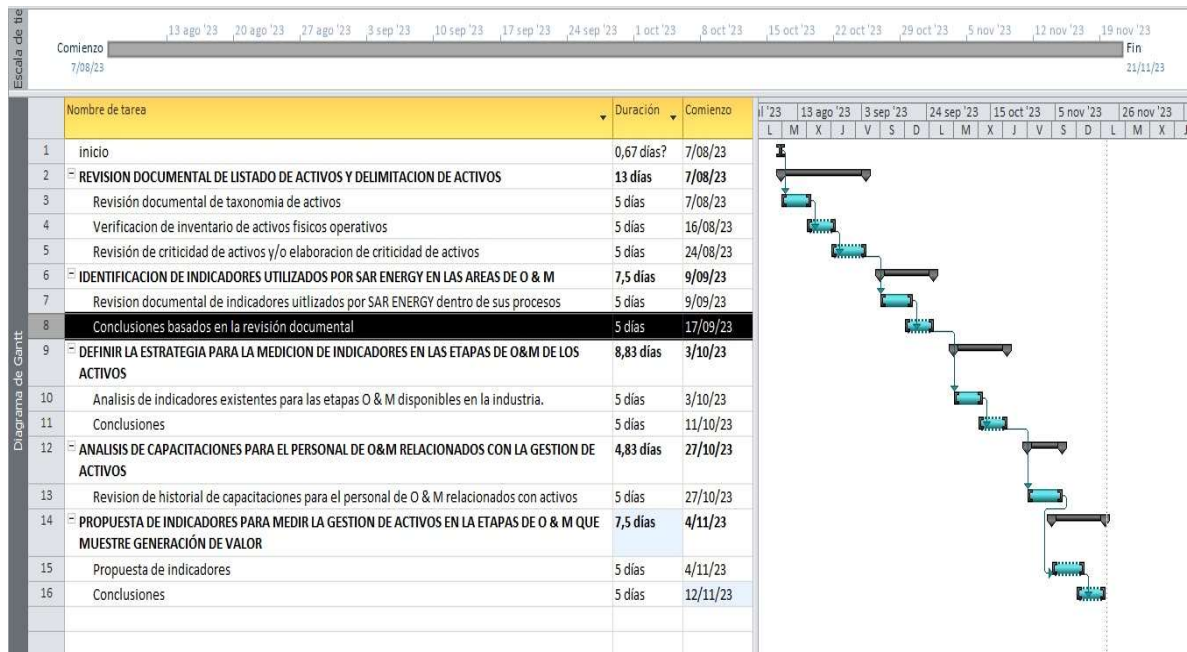 Escala de tie
13 ago '23 20 ago '23 27 ago '23 3 sep '23 10 sep '23 17 sep '23 24 sep '23 1 oct '23 8 oct '23 15 oct '23 22 oct '23 29 oct '23 5 nov '23 12 nov '23 19 nov '23
Comienzo Fin
7/08/23 21/11/23
Diagrama de Gantt
Nombre de tarea Duración Comienzo
'23 13 ago '23 3 sep '23 24 sep '23 15 oct '23 5 nov '23 26 nov '23
L M X J V S D L M X J V S D L M X J
1 inicio 0,67 días? 7/08/23
2 REVISION DOCUMENTAL DE LISTADO DE ACTIVOS Y DELIMITACION DE ACTIVOS 13 días 7/08/23
3 Revisión documental de taxonomia de activos 5 días 7/08/23
4 Verificacion de inventario de activos fisicos operativos 5 días 16/08/23
5 Revisión de criticidad de activos y/o elaboracion de criticidad de activos 5 días 24/08/23
6 IDENTIFICACION DE INDICADORES UTILIZADOS POR SAR ENERGY EN LAS AREAS DE O & M 7,5 días 9/09/23
7 Revision documental de indicadores uitlizados por SAR ENERGY dentro de sus procesos 5 días 9/09/23
8 Conclusiones basados en la revisión documental 5 días 17/09/23
9 DEFINIR LA ESTRATEGIA PARA LA MEDICION DE INDICADORES EN LAS ETAPAS DE O&M DE LOS 8,83 días 3/10/23
ACTIVOS
10 Analisis de indicadores existentes para las etapas O & M disponibles en la industria. 5 días 3/10/23
11 Conclusiones 5 días 11/10/23
12 ANALISIS DE CAPACITACIONES PARA EL PERSONAL DE O&M RELACIONADOS CON LA GESTION DE 4,83 días 27/10/23
ACTIVOS
13 Revision de historial de capacitaciones para el personal de O & M relacionados con activos 5 días 27/10/23
14 PROPUESTA DE INDICADORES PARA MEDIR LA GESTION DE ACTIVOS EN LA ETAPAS DE O & M QUE 7,5 días 4/11/23
MUESTRE GENERACIÓN DE VALOR
15 Propuesta de indicadores 5 días 4/11/23
16 Conclusiones 5 días 12/11/23